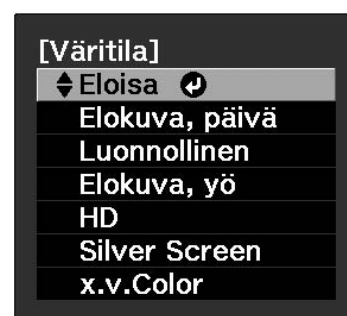 [Väritila]
Eloisa
Elokuva, päivä
Luonnollinen
Elokuva, yö
HD
Silver Screen
x.v.Color